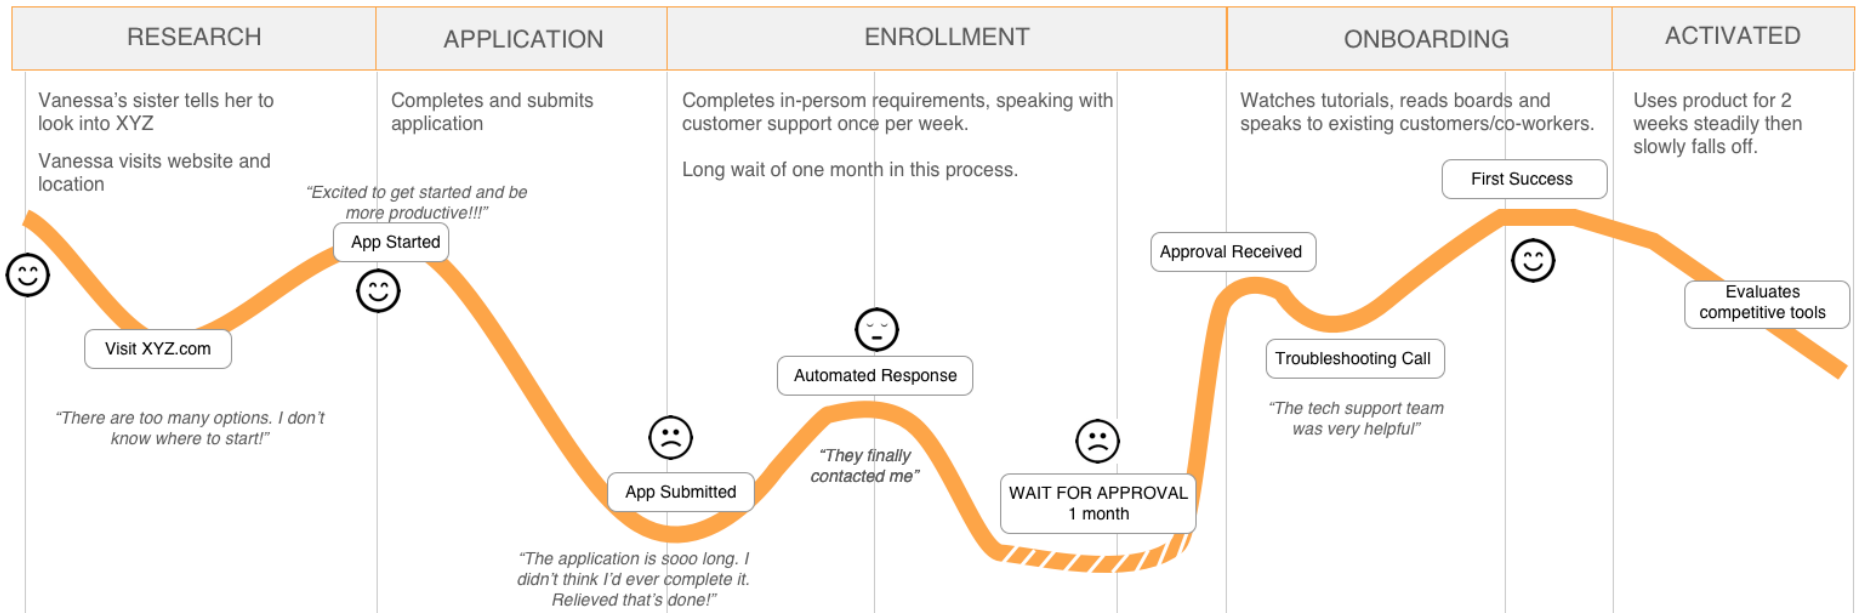 RESEARCH
APPLICATION
ENROLLMENT
ONBOARDING
ACTIVATED
Vanessa’s sister tells her to
look into XYZ
Vanessa visits website and
location
Completes and submits
application
Completes in-persom requirements, speaking with
customer support once per week.
Long wait of one month in this process.
Watches tutorials, reads boards and
speaks to existing customers/co-workers.
Uses product for 2
weeks steadily then
slowly falls off.
“Excited to get started and be
more productive!!!”
App Started
Visit XYZ.com
“There are too many options. I don’t
know where to start!”
App Submitted
“The application is sooo long. I
didn’t think I’d ever complete it.
Relieved that’s done!”
Automated Response
“They finally
contacted me”
WAIT FOR APPROVAL
1 month
Approval Received
Troubleshooting Call
“The tech support team
was very helpful”
First Success
Evaluates
competitive tools